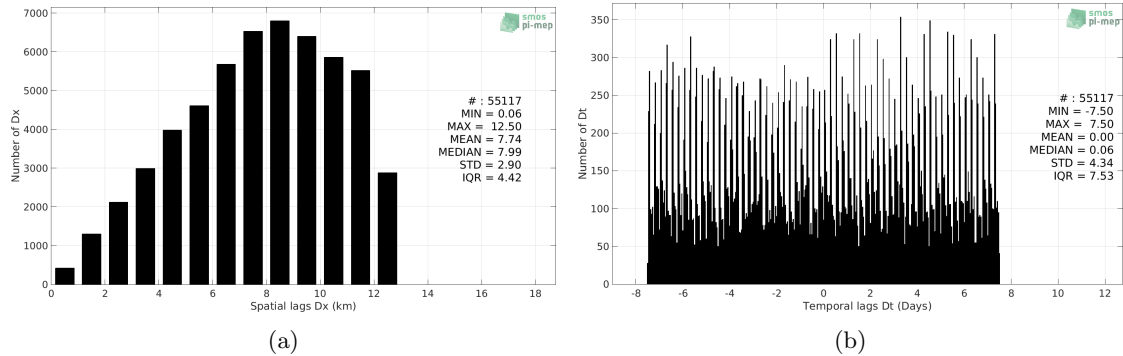 smos
pi-mep
7000
6000
5000
4000
3000
2000
1000
0
Number of Dx
# : 55117
MIN = 0.06
MAX = 12.50
MEAN = 7.74
MEDIAN = 7.99
STD = 2.90
IQR = 4.42
0 2 4 6 8 10 12 14 16 18
Spatial lags Dx (km)
(a)
smos
pi-mep
350
300
250
200
150
100
50
0
Number of Dt
# : 55117
MIN = -7.50
MAX = 7.50
MEAN = 0.00
MEDIAN = 0.06
STD = 4.34
IQR = 7.53
-8 -6 -4 -2 0 2 4 6 8 10 12
Temporal lags Dt (Days)
(b)